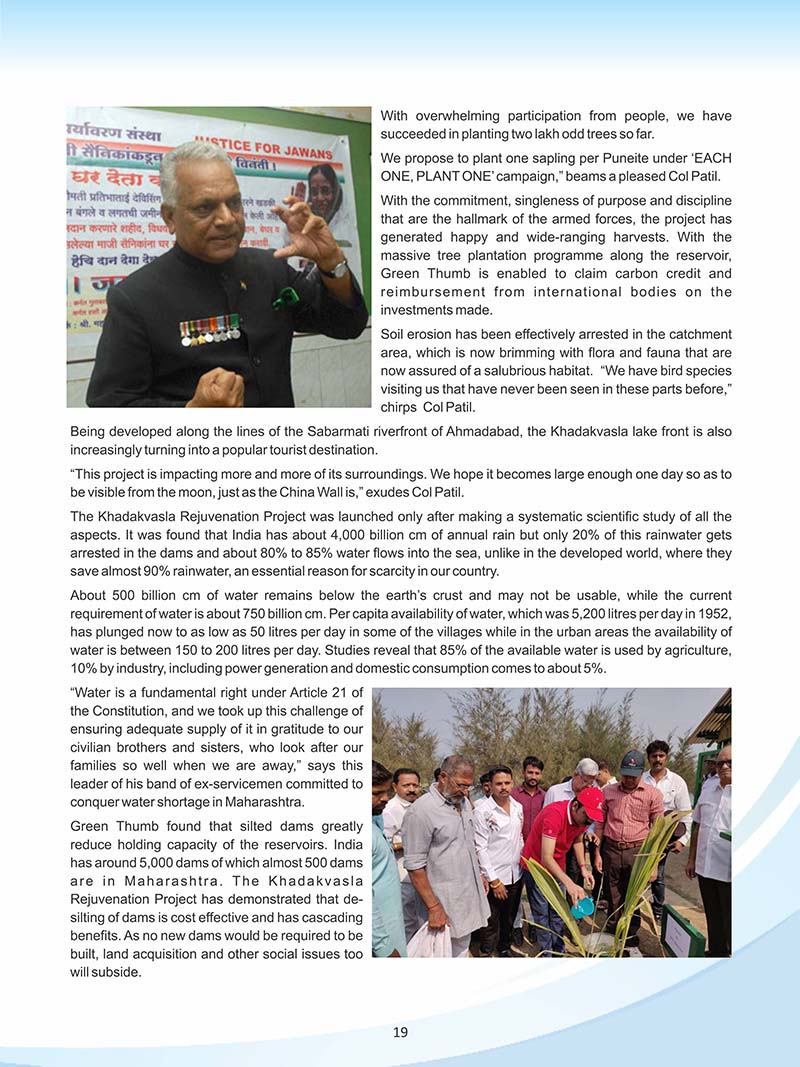 र्यावरण संस्था
JUSTICE FOR JAWANS
ी सैनिकांकडून
विनंती !
घर देता
मती प्रतिभाताई देविसिंग
न बंगले व लगतची जमीन
दान करणारे शहीद, विधव
डलेल्या माजी सैनिकांना घर
हेचि दान देगा देवा
With overwhelming participation from people, we have
succeeded in planting two lakh odd trees so far.
We propose to plant one sapling per Puneite under ‘EACH
ONE, PLANT ONE’ campaign,” beams a pleased Col Patil.
With the commitment, singleness of purpose and discipline
that are the hallmark of the armed forces, the project has
generated happy and wide-ranging harvests. With the
massive tree plantation programme along the reservoir,
Green Thumb is enabled to claim carbon credit and
reimbursement from international bodies on the
investments made.
Soil erosion has been effectively arrested in the catchment
area, which is now brimming with flora and fauna that are
now assured of a salubrious habitat. “We have bird species
visiting us that have never been seen in these parts before,”
chirps Col Patil.
Being developed along the lines of the Sabarmati riverfront of Ahmadabad, the Khadakvasla lake front is also
increasingly turning into a popular tourist destination.
“This project is impacting more and more of its surroundings. We hope it becomes large enough one day so as to
be visible from the moon, just as the China Wall is,” exudes Col Patil.
The Khadakvasla Rejuvenation Project was launched only after making a systematic scientific study of all the
aspects. It was found that India has about 4,000 billion cm of annual rain but only 20% of this rainwater gets
arrested in the dams and about 80% to 85% water flows into the sea, unlike in the developed world, where they
save almost 90% rainwater, an essential reason for scarcity in our country.
About 500 billion cm of water remains below the earth’s crust and may not be usable, while the current
requirement of water is about 750 billion cm. Per capita availability of water, which was 5,200 litres per day in 1952,
has plunged now to as low as 50 litres per day in some of the villages while in the urban areas the availability of
water is between 150 to 200 litres per day. Studies reveal that 85% of the available water is used by agriculture,
10% by industry, including power generation and domestic consumption comes to about 5%.
“Water is a fundamental right under Article 21 of
the Constitution, and we took up this challenge of
ensuring adequate supply of it in gratitude to our
civilian brothers and sisters, who look after our
families so well when we are away,” says this
leader of his band of ex-servicemen committed to
conquer water shortage in Maharashtra.
Green Thumb found that silted dams greatly
reduce holding capacity of the reservoirs. India
has around 5,000 dams of which almost 500 dams
are in Maharashtra. The Khadakvasla
Rejuvenation Project has demonstrated that de-
silting of dams is cost effective and has cascading
benefits. As no new dams would be required to be
built, land acquisition and other social issues too
will subside.
19